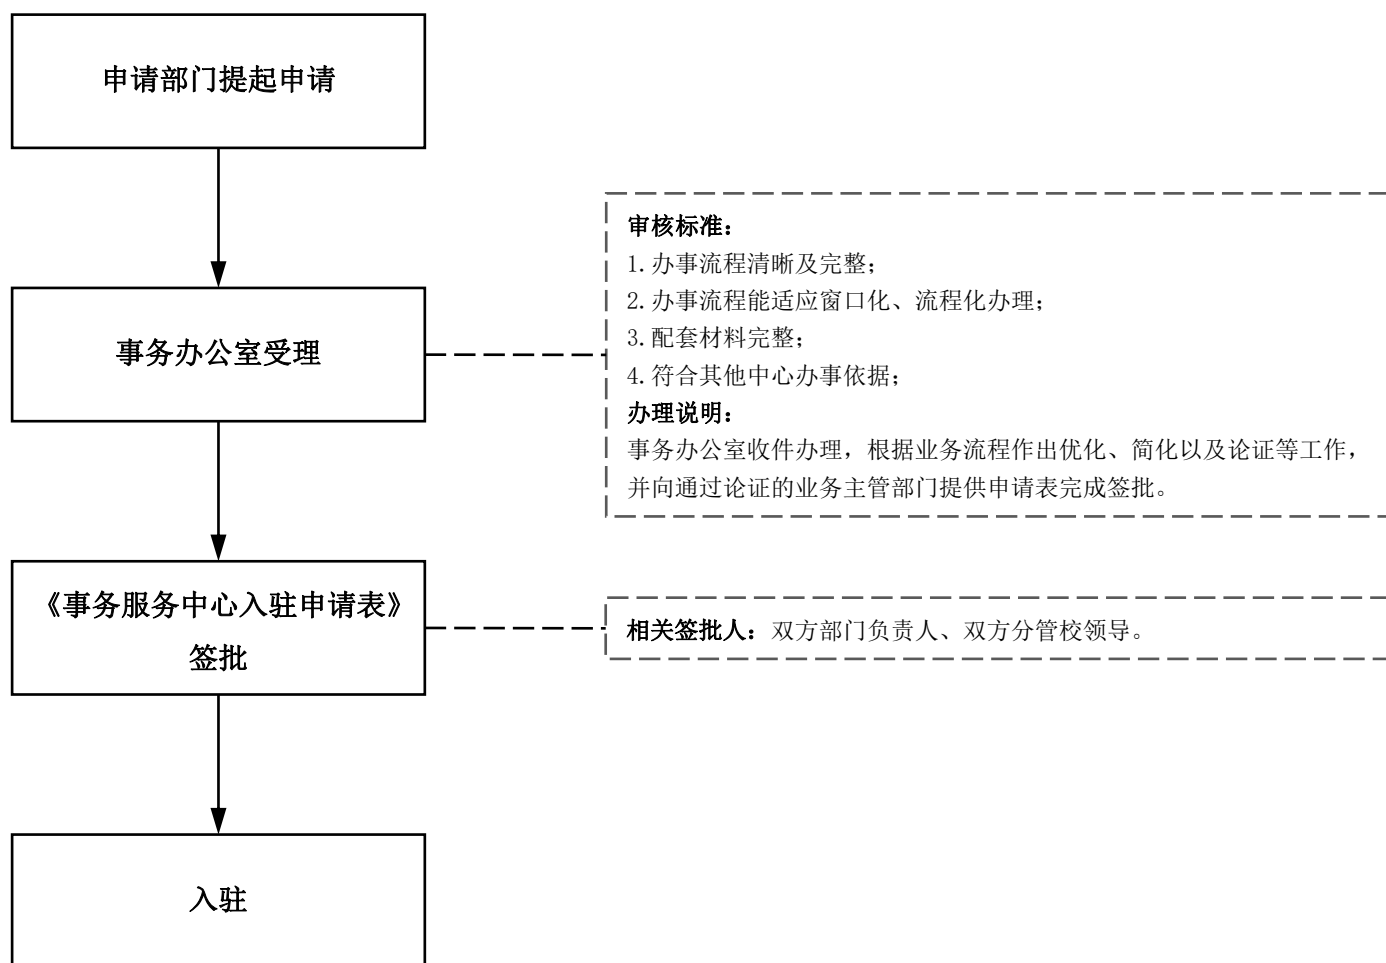 申请部门提起申请
审核标准：
1.办事流程清晰及完整；
2.办事流程能适应窗口化、流程化办理；
3.配套材料完整；
4.符合其他中心办事依据；
办理说明：
事务办公室收件办理，根据业务流程作出优化、简化以及论证等工作，
并向通过论证的业务主管部门提供申请表完成签批。
事务办公室受理
《事务服务中心入驻申请表》
签批
相关签批人：双方部门负责人、双方分管校领导。
入驻